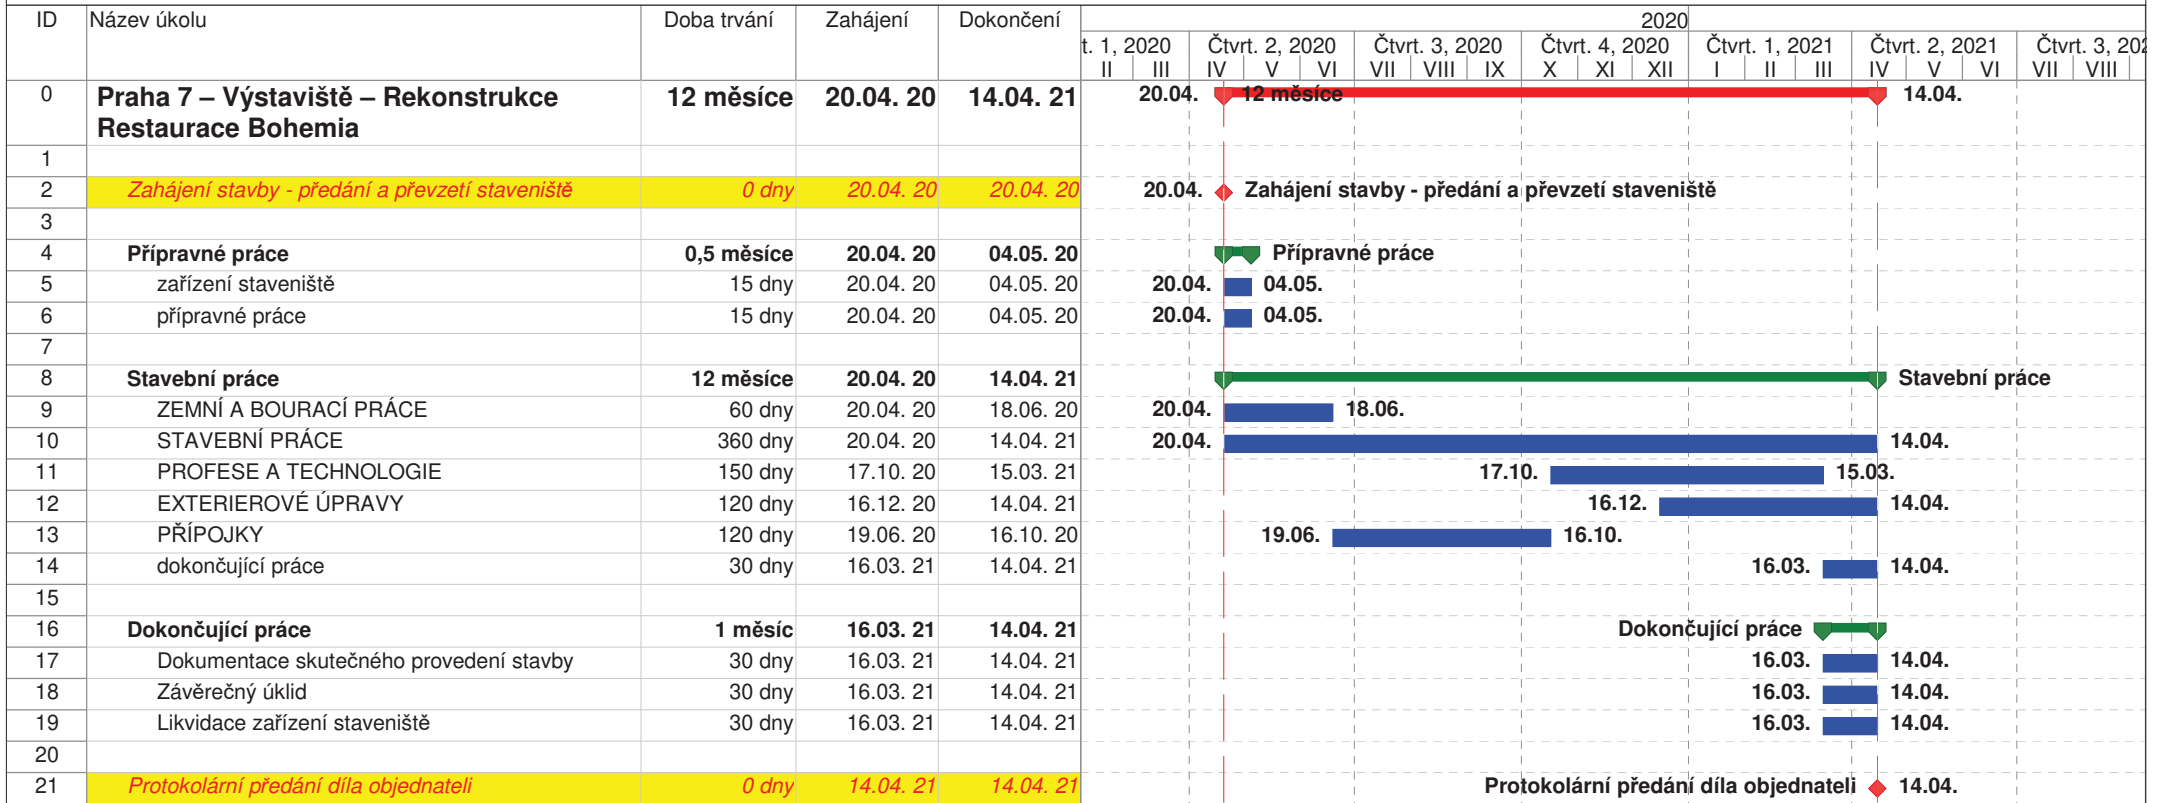 ID Název úkolu Doba trvání Zahájení Dokončení 2020
t. 1, 2020 Čtvrt. 2, 2020 Čtvrt. 3, 2020 Čtvrt. 4, 2020 Čtvrt. 1, 2021 Čtvrt. 2, 2021 Čtvrt. 3, 202
II III IV V VI VII VIII IX X XI XII I II III IV V VI VII VIII
0 Praha 7 – Výstaviště – Rekonstrukce 12 měsíce 20.04. 20 14.04. 21 20.04. 12 měsíce 14.04.
Restaurace Bohemia
1
2 Zahájení stavby - předání a převzetí staveniště 0 dny 20.04. 20 20.04. 20 20.04. Zahájení stavby - předání a převzetí staveniště
3
4 Přípravné práce 0,5 měsíce 20.04. 20 04.05. 20 Přípravné práce
5 zařízení staveniště 15 dny 20.04. 20 04.05. 20 20.04. 04.05.
6 přípravné práce 15 dny 20.04. 20 04.05. 20 20.04. 04.05.
7
8 Stavební práce 12 měsíce 20.04. 20 14.04. 21 Stavební práce
9 ZEMNÍ A BOURACÍ PRÁCE 60 dny 20.04. 20 18.06. 20 20.04. 18.06.
10 STAVEBNÍ PRÁCE 360 dny 20.04. 20 14.04. 21 20.04. 14.04.
11 PROFESE A TECHNOLOGIE 150 dny 17.10. 20 15.03. 21 17.10. 15.03.
12 EXTERIEROVÉ ÚPRAVY 120 dny 16.12. 20 14.04. 21 16.12. 14.04.
13 PŘÍPOJKY 120 dny 19.06. 20 16.10. 20 19.06. 16.10.
14 dokončující práce 30 dny 16.03. 21 14.04. 21 16.03. 14.04.
15
16 Dokončující práce 1 měsíc 16.03. 21 14.04. 21 Dokončující práce
17 Dokumentace skutečného provedení stavby 30 dny 16.03. 21 14.04. 21 16.03. 14.04.
18 Závěrečný úklid 30 dny 16.03. 21 14.04. 21 16.03. 14.04.
19 Likvidace zařízení staveniště 30 dny 16.03. 21 14.04. 21 16.03. 14.04.
20
21 Protokolární předání díla objednateli 0 dny 14.04. 21 14.04. 21 Protokolární předání díla objednateli 14.04.